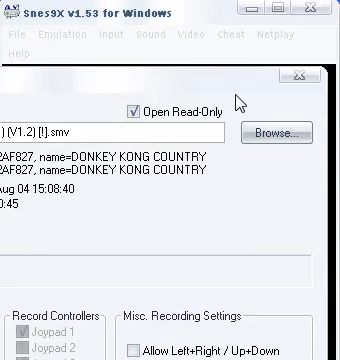 Snes9X v1.53 for Windows
File Emulation Input Sound Video Cheat Netplay
Help
Open Read-Only
) (V1.2) [!].smv
Browse...
2AF827, name=DONKEY KONG COUNTRY
2AF827, name=DONKEY KONG COUNTRY
Aug 04 15:08:40
0:45
Record Controllers
Misc. Recording Settings
Joypad 1
Joypad 2
Allow Left+Right / Up+Down